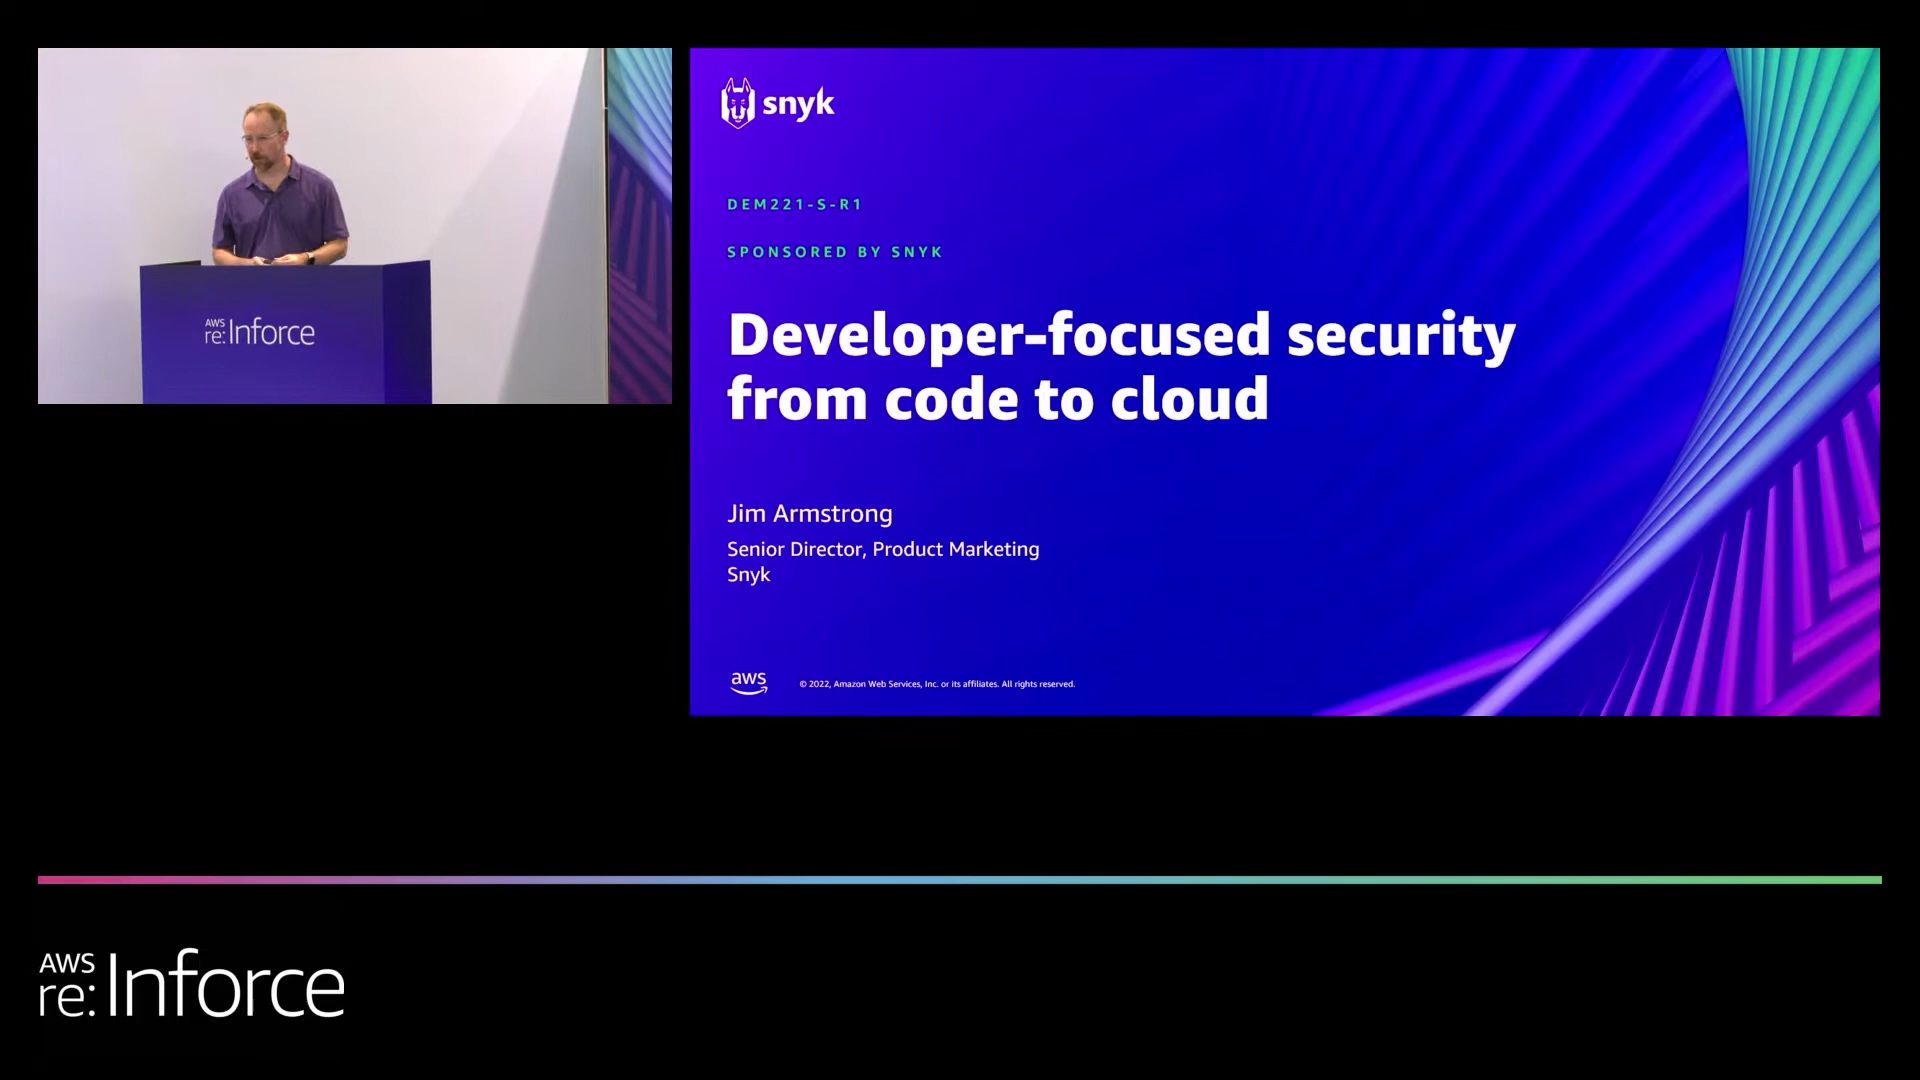 AWS
re:Inforce
snyk
DEM221-S-R1
SPONSORED BY SNYK
Developer-focused security
from code to cloud
Jim Armstrong
Senior Director, Product Marketing
Snyk
aws
© 2022, Amazon Web Services, Inc. or its affiliates. All rights reserved.
AWS
re:Inforce